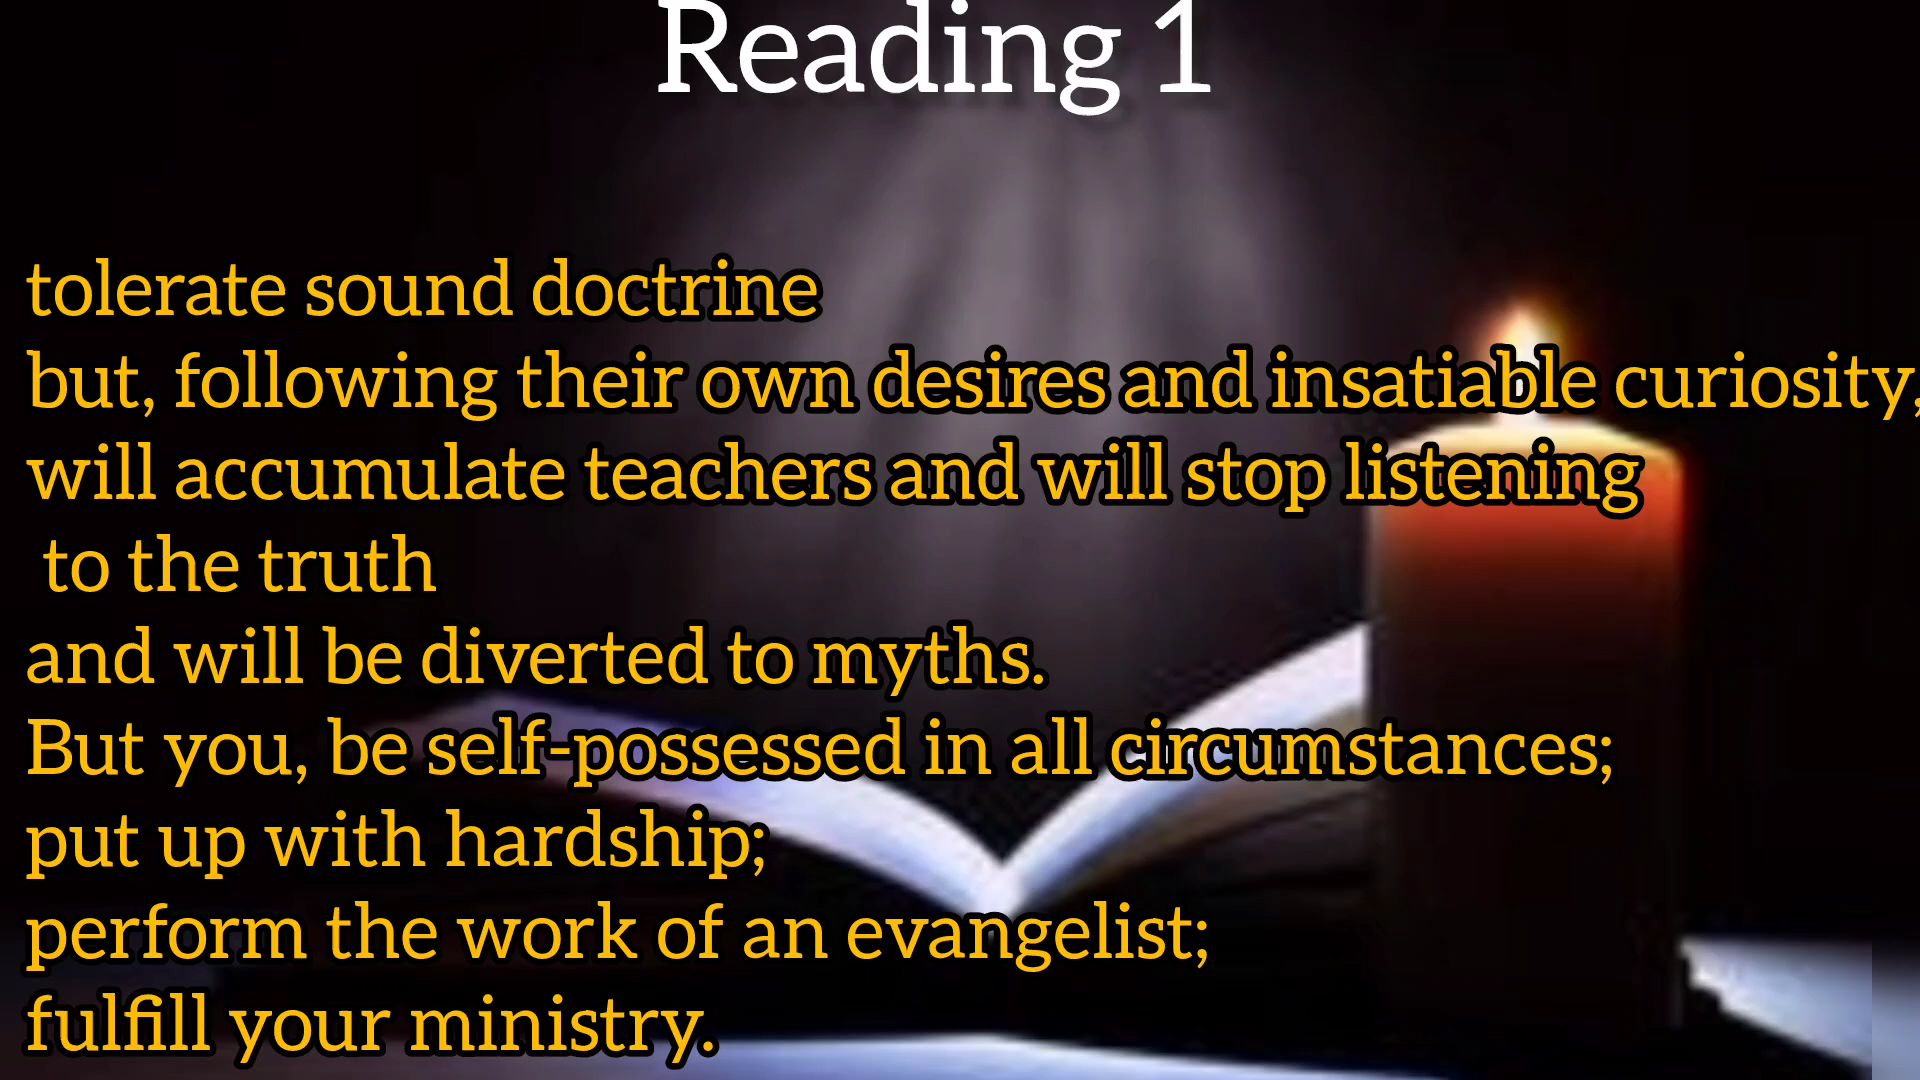 Reading 1
tolerate sound doctrine
but, following their own desires and insatiable curiosity,
will accumulate teachers and will stop listening
to the truth
and will be diverted to myths.
But you, be self-possessed in all circumstances;
put up with hardship;
perform the work of an evangelist;
fulfill your ministry.